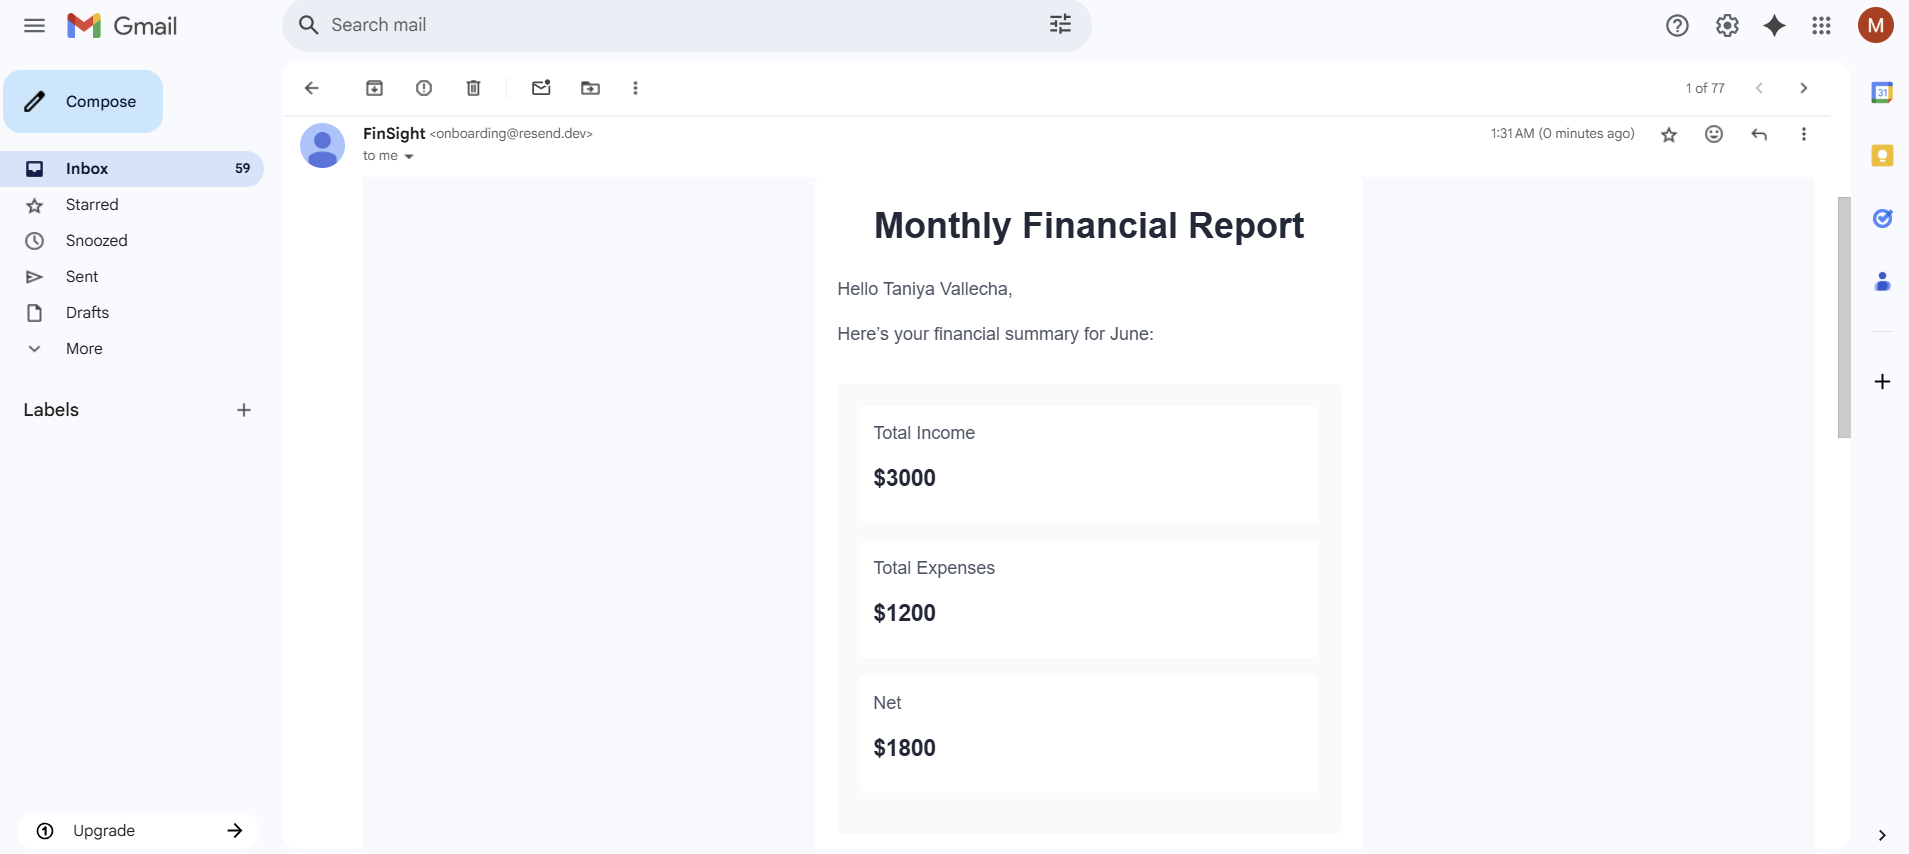 Gmail
Search mail
M
Compose
1 of 77
31
FinSight <onboarding@resend.dev>
1:31 AM (0 minutes ago)
to me
Inbox 59
Starred
Snoozed
Sent
Drafts
More
Labels
Monthly Financial Report
Hello Taniya Vallecha,
Here’s your financial summary for June:
Total Income
$3000
Total Expenses
$1200
Net
$1800
Upgrade